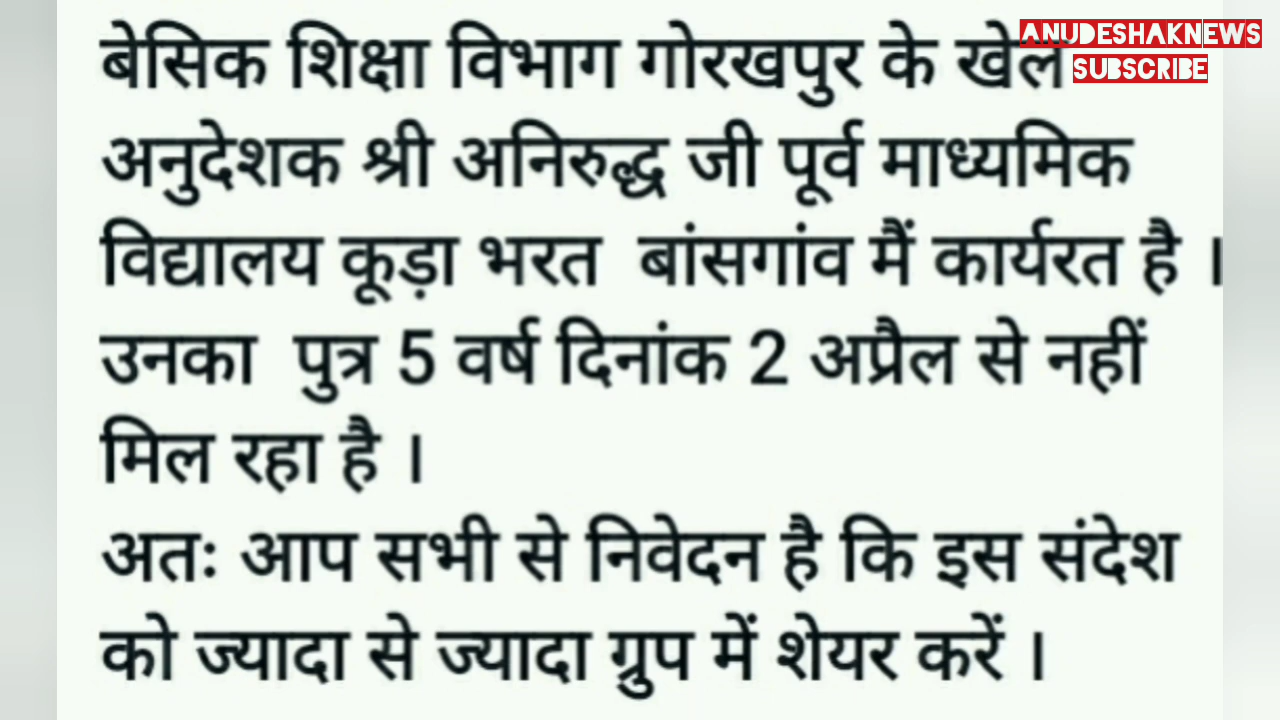 बेसिक शिक्षा विभाग गोरखपुर के खेल
ANUDESHAKNEWS
SUBSCRIBE
अनुदेशक श्री अनिरुद्ध जी पूर्व माध्यमिक
विद्यालय कूड़ा भरत बांसगांव मैं कार्यरत है ।
उनका पुत्र 5 वर्ष दिनांक 2 अप्रैल से नहीं
मिल रहा है ।
अतः आप सभी से निवेदन है कि इस संदेश
को ज्यादा से ज्यादा ग्रुप में शेयर करें ।